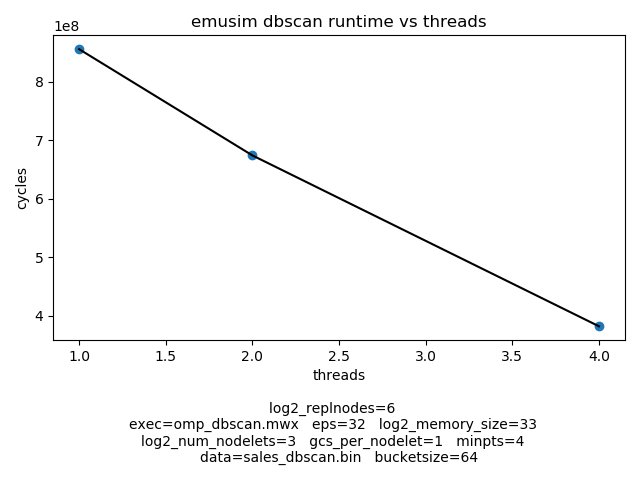 emusim dbscan runtime vs threads
1e8
8
7
6
5
4
cycles
1.0 1.5 2.0 2.5 3.0 3.5 4.0
threads
log2_replnodes=6
exec=omp_dbscan.mwx eps=32 log2_memory_size=33
log2_num_nodelets=3 gcs_per_nodelet=1 minpts=4
data=sales_dbscan.bin bucketsize=64